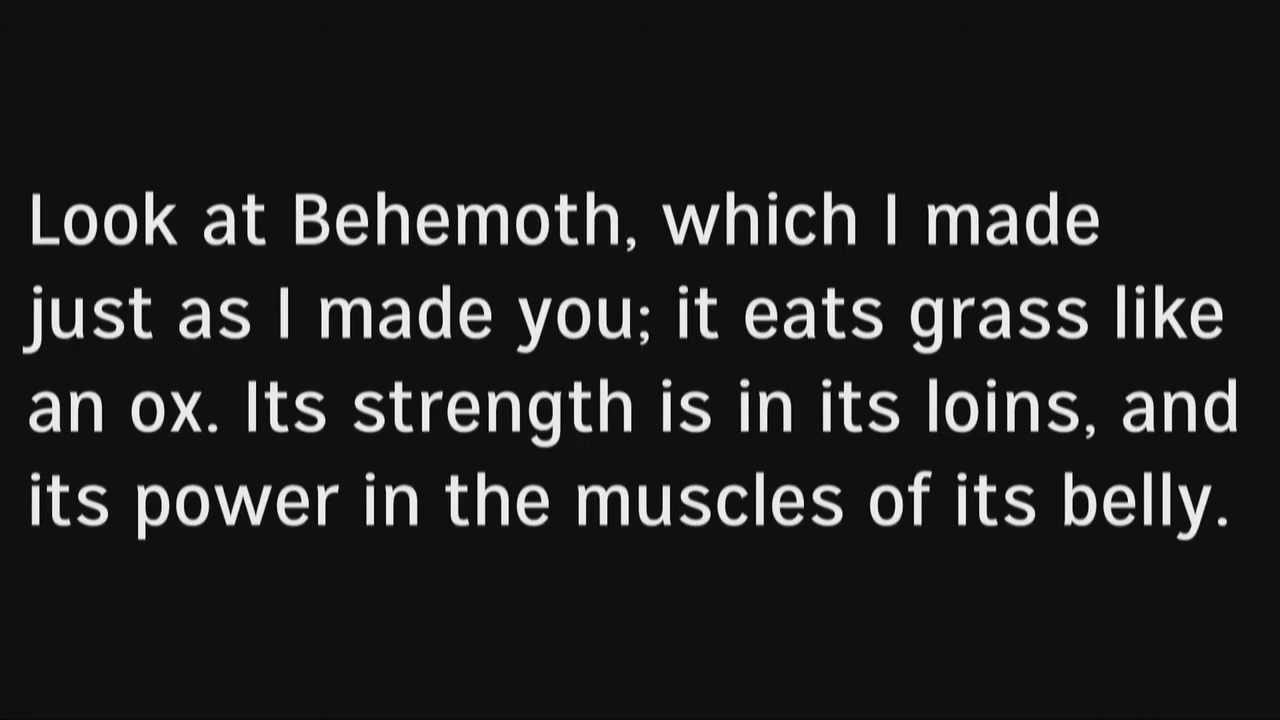 Look at Behemoth, which I made
just as I made you; it eats grass like
an ox. Its strength is in its loins, and
its power in the muscles of its belly.